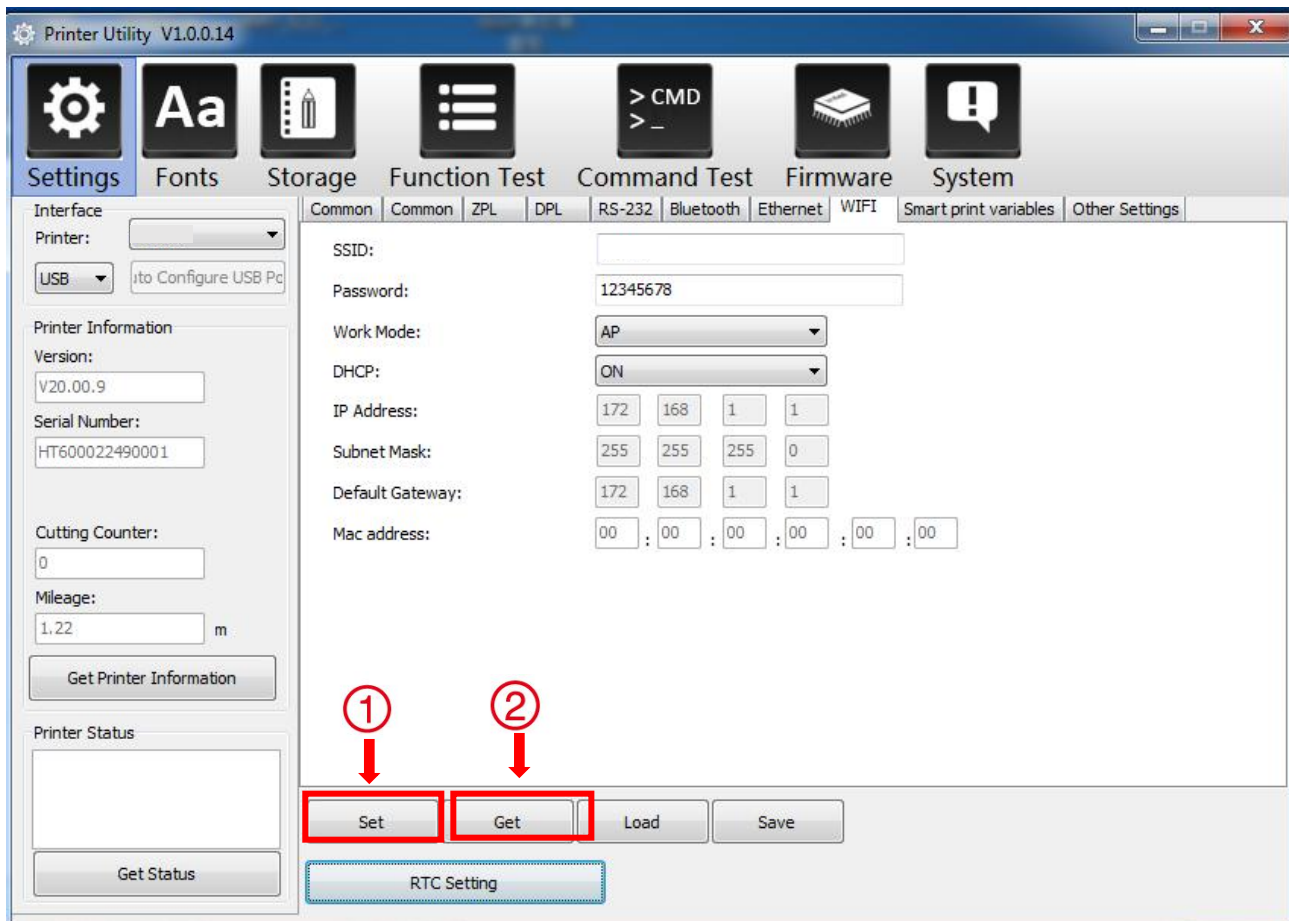 Printer Utility V1.0.0.14
Aa
> CMD
> _
Settings Fonts Storage Function Test Command Test Firmware System
Interface
Printer:
USB
uto Configure USB Po
Printer Information
Version:
V20.00.9
Serial Number:
HT600022490001
Cutting Counter:
0
Mileage:
1.22 m
Get Printer Information
Printer Status
Get Status
Common Common ZPL DPL RS-232 Bluetooth Ethernet WIFI Smart print variables Other Settings
SSID:
Password: 12345678
Work Mode: AP
DHCP: ON
IP Address: 172 168 1 1
Subnet Mask: 255 255 255 0
Default Gateway: 172 168 1 1
Mac address: 00 : 00 : 00 : 00 : 00 : 00
① ②
Set Get Load Save
RTC Setting